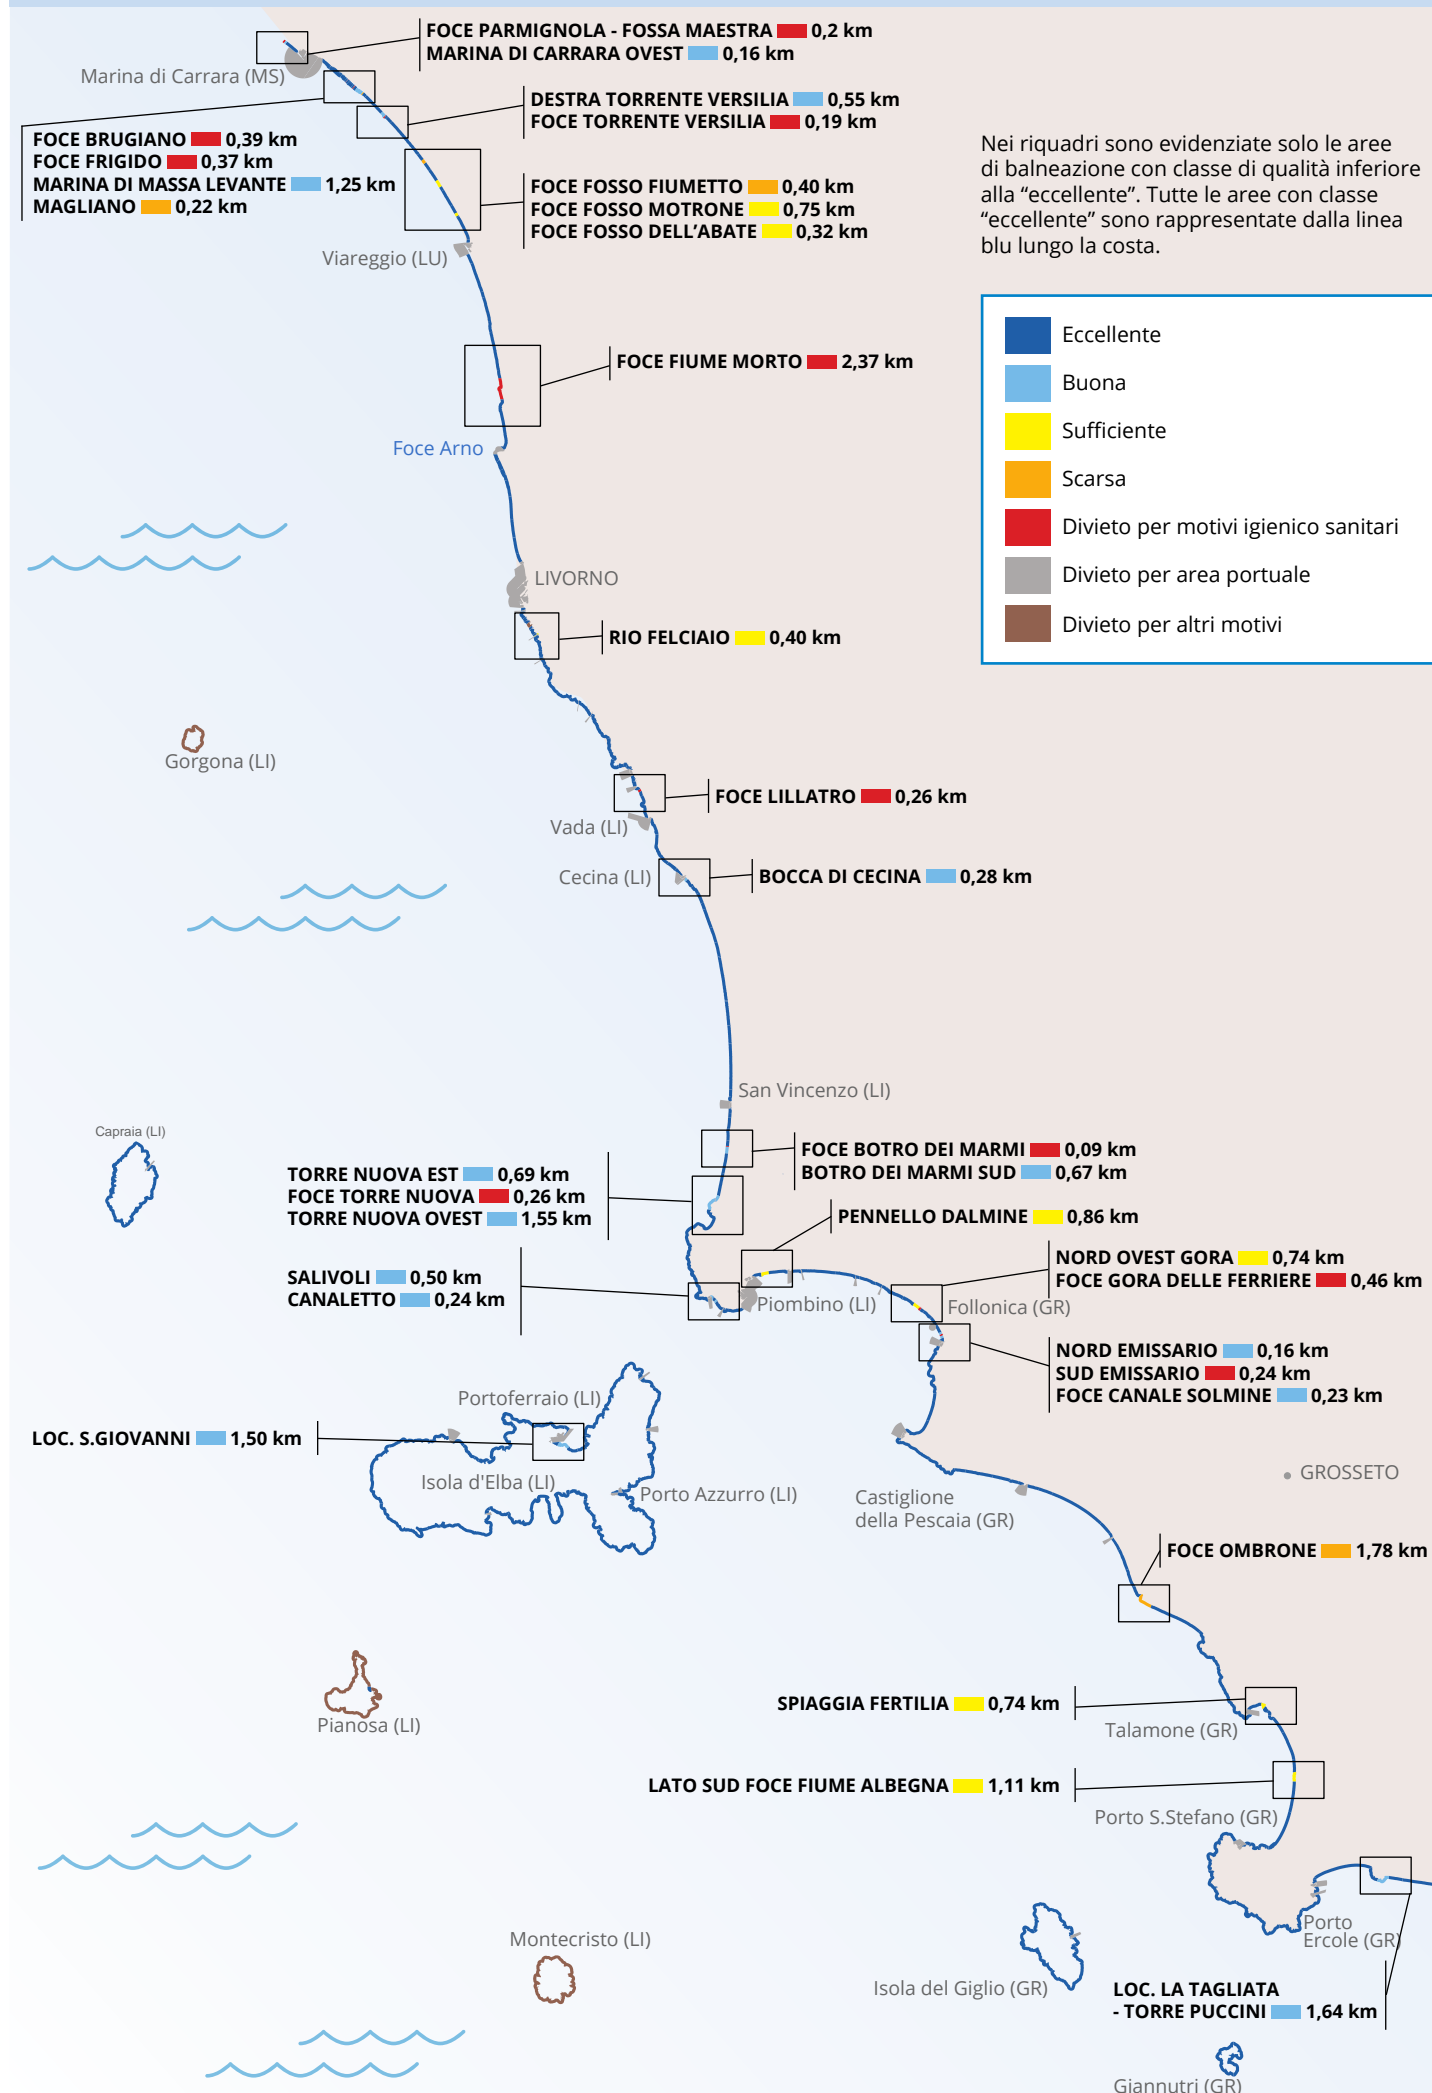 FOCE PARMIGNOLA - FOSSA MAESTRA 0,2 km
MARINA DI CARRARA OVEST 0,16 km
Marina di Carrara (MS)
DESTRA TORRENTE VERSILIA 0,55 km
FOCE TORRENTE VERSILIA 0,19 km
FOCE BRUGIANO 0,39 km
FOCE FRIGIDO 0,37 km
MARINA DI MASSA LEVANTE 1,25 km
MAGLIANO 0,22 km
FOCE FOSSO FIUMETTO 0,40 km
FOCE FOSSO MOTRONE 0,75 km
FOCE FOSSO DELL’ABATE 0,32 km
Viareggio (LU)
Nei riquadri sono evidenziate solo le aree
di balneazione con classe di qualità inferiore
alla “eccellente”. Tutte le aree con classe
“eccellente” sono rappresentate dalla linea
blu lungo la costa.
Eccellente
Buona
Sufficiente
Scarsa
Divieto per motivi igienico sanitari
Divieto per area portuale
Divieto per altri motivi
FOCE FIUME MORTO 2,37 km
Foce Arno
LIVORNO
RIO FELCIAIO 0,40 km
Gorgona (LI)
FOCE LILLATRO 0,26 km
Vada (LI)
Cecina (LI)
BOCCA DI CECINA 0,28 km
San Vincenzo (LI)
Capraia (LI)
FOCE BOTRO DEI MARMI 0,09 km
BOTRO DEI MARMI SUD 0,67 km
TORRE NUOVA EST 0,69 km
FOCE TORRE NUOVA 0,26 km
TORRE NUOVA OVEST 1,55 km
PENNELLO DALMINE 0,86 km
NORD OVEST GORA 0,74 km
FOCE GORA DELLE FERRIERE 0,46 km
SALIVOLI 0,50 km
CANALETTO 0,24 km
Piombino (LI)
Follonica (GR)
NORD EMISSARIO 0,16 km
SUD EMISSARIO 0,24 km
FOCE CANALE SOLMINE 0,23 km
Portoferraio (LI)
LOC. S.GIOVANNI 1,50 km
Isola d'Elba (LI)
Porto Azzurro (LI)
GROSSETO
Castiglione
della Pescaia (GR)
FOCE OMBRONE 1,78 km
Pianosa (LI)
SPIAGGIA FERTILIA 0,74 km
Talamone (GR)
LATO SUD FOCE FIUME ALBEGNA 1,11 km
Porto S.Stefano (GR)
Porto
Ercole (GR)
Montecristo (LI)
Isola del Giglio (GR)
LOC. LA TAGLIATA
- TORRE PUCCINI 1,64 km
Giannutri (GR)